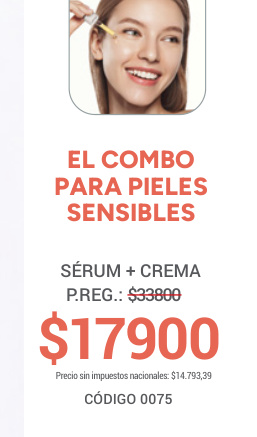 EL COMBO
PARA PIELES
SENSIBLES
SÉRUM + CREMA
P.REG.: $33800
$17900
Precio sin impuestos nacionales: $14.793,39
CÓDIGO 0075